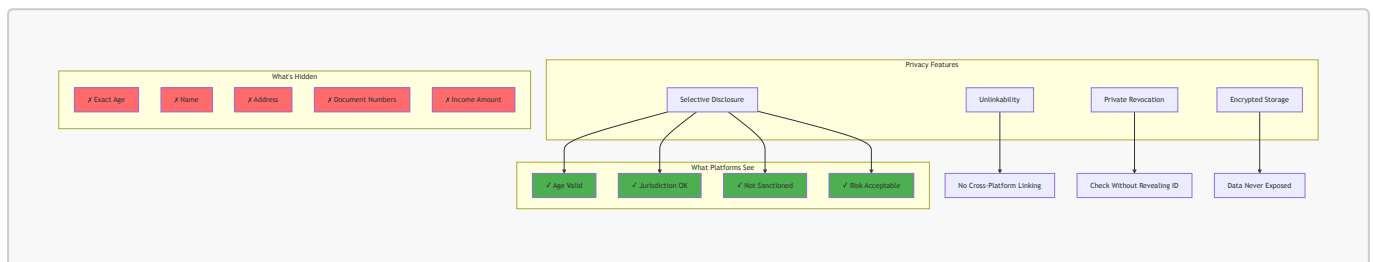 What's Hidden
✗ Exact Age
✗ Name
✗ Address
✗ Document Numbers
✗ Income Amount
Privacy Features
Selective Disclosure
Unlinkability
Private Revocation
Encrypted Storage
What Platforms See
✓ Age Valid
✓ Jurisdiction OK
✓ Not Sanctioned
✓ Risk Acceptable
No Cross-Platform Linking
Check Without Revealing ID
Data Never Exposed